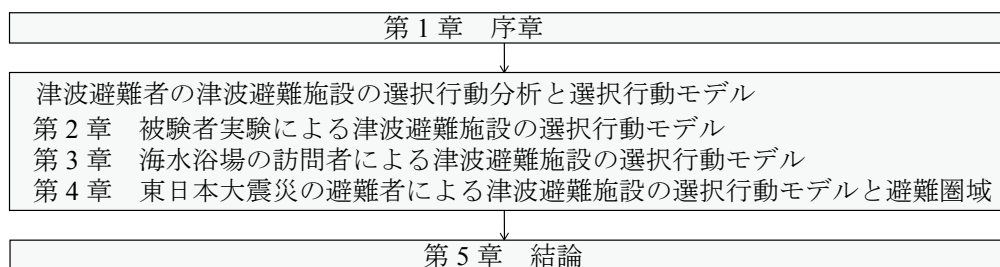 第1章　序章
津波避難者の津波避難施設の選択行動分析と選択行動モデル
第2章　被験者実験による津波避難施設の選択行動モデル
第3章　海水浴場の訪問者による津波避難施設の選択行動モデル
第4章　東日本大震災の避難者による津波避難施設の選択行動モデルと避難圏域
第5章　結論